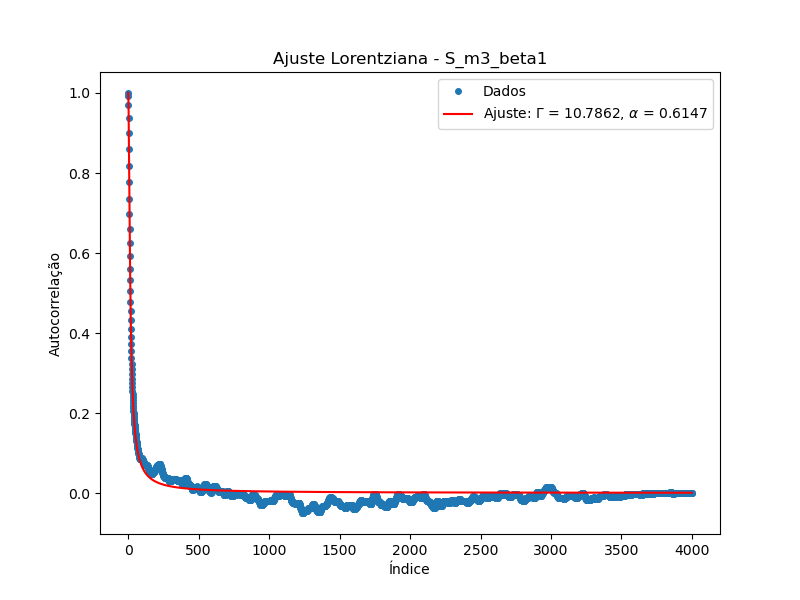 Ajuste Lorentziana - S_m3_beta1
Dados
Ajuste: Γ = 10.7862, α = 0.6147
Autocorrelação
1.0
0.8
0.6
0.4
0.2
0.0
0 500 1000 1500 2000 2500 3000 3500 4000
Índice